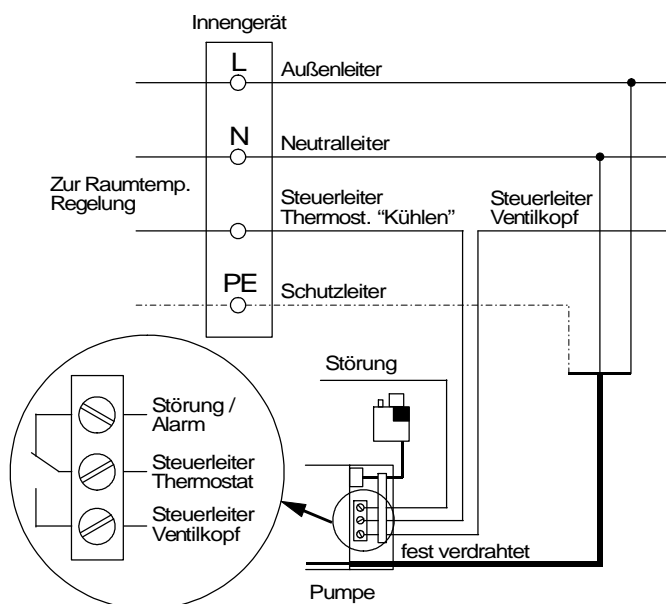 Innengerät
L
Außenleiter
N
Neutralleiter
Zur Raumtemp.
Regelung
Steuerleiter
Thermost. “Kühlen”
Steuerleiter
Ventilkopf
PE
Schutzleiter
Störung
Störung /
Alarm
Steuerleiter
Thermostat
Steuerleiter
Ventilkopf
fest verdrahtet
Pumpe